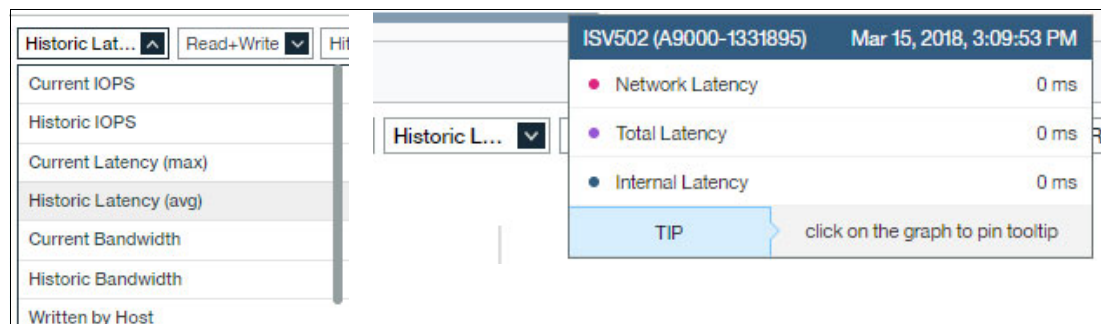 Historic Lat... Read+Write Hit
Current IOPS
Historic IOPS
Current Latency (max)
Historic Latency (avg)
Current Bandwidth
Historic Bandwidth
Written by Host
Historic L...
ISV502 (A9000-1331895) Mar 15, 2018, 3:09:53 PM
Network Latency 0 ms
Total Latency 0 ms
Internal Latency 0 ms
TIP click on the graph to pin tooltip
R